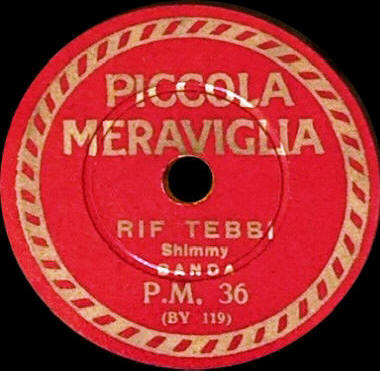 PICCOLA
MERAVIGLIA
RIF TEBBI
Shimmy
BANDA
P.M. 36
(BY 119)